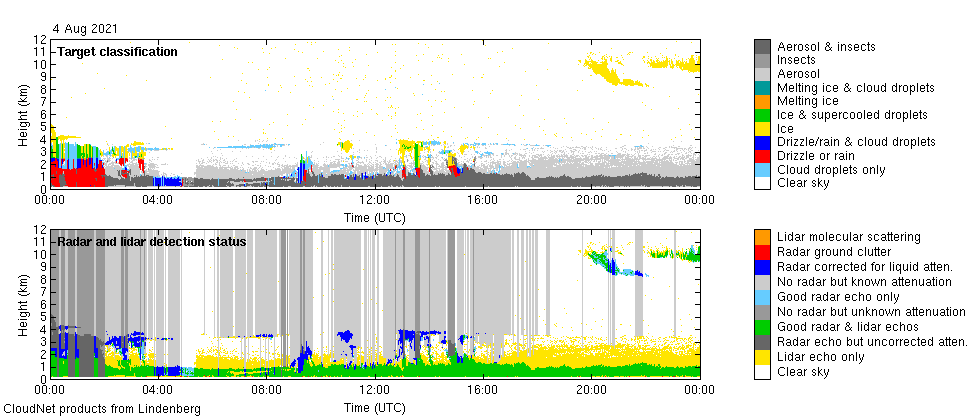 4 Aug 2021
Target classification
Height (km)
12
11
10
9
8
7
6
5
4
3
2
1
0
00:00 04:00 08:00 12:00 16:00 20:00 00:00
Time (UTC)
Aerosol & insects
Insects
Aerosol
Melting ice & cloud droplets
Melting ice
Ice & supercooled droplets
Ice
Drizzle/rain & cloud droplets
Drizzle or rain
Cloud droplets only
Clear sky
Radar and lidar detection status
Height (km)
12
11
10
9
8
7
6
5
4
3
2
1
0
00:00 04:00 08:00 12:00 16:00 20:00 00:00
Time (UTC)
Lidar molecular scattering
Radar ground clutter
Radar corrected for liquid atten.
No radar but known attenuation
Good radar echo only
No radar but unknown attenuation
Good radar & lidar echos
Radar echo but uncorrected atten.
Lidar echo only
Clear sky
CloudNet products from Lindenberg